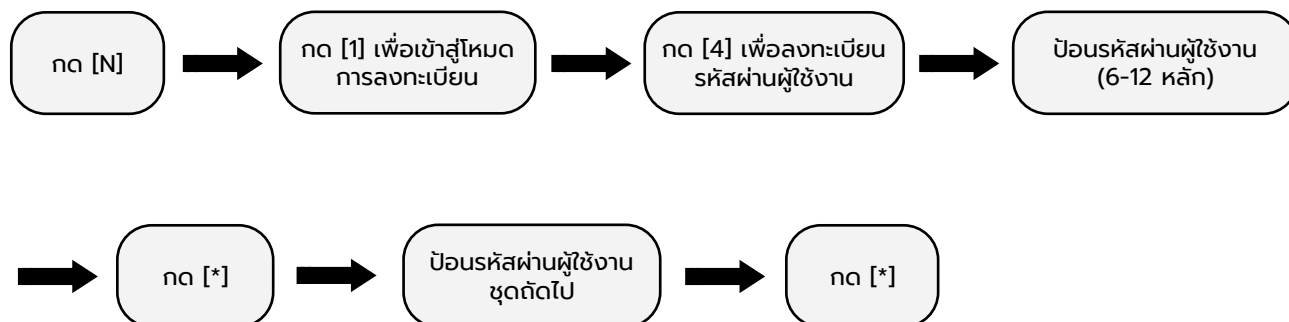 กด [N]
กด [1] เพื่อเข้าสู่โหมด
การลงทะเบียน
กด [4] เพื่อลงทะเบียน
รหัสผ่านผู้ใช้งาน
ป้อนรหัสผ่านผู้ใช้งาน
(6-12 หลัก)
กด [*]
ป้อนรหัสผ่านผู้ใช้งาน
ชุดถัดไป
กด [*]